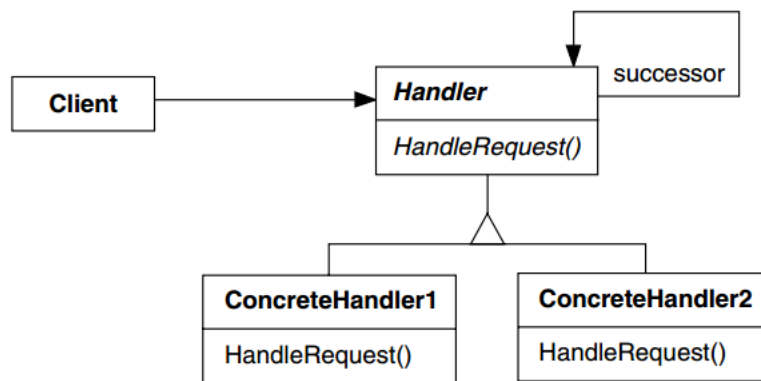 successor
Client
Handler
HandleRequest()
ConcreteHandler1
ConcreteHandler2
HandleRequest()
HandleRequest()